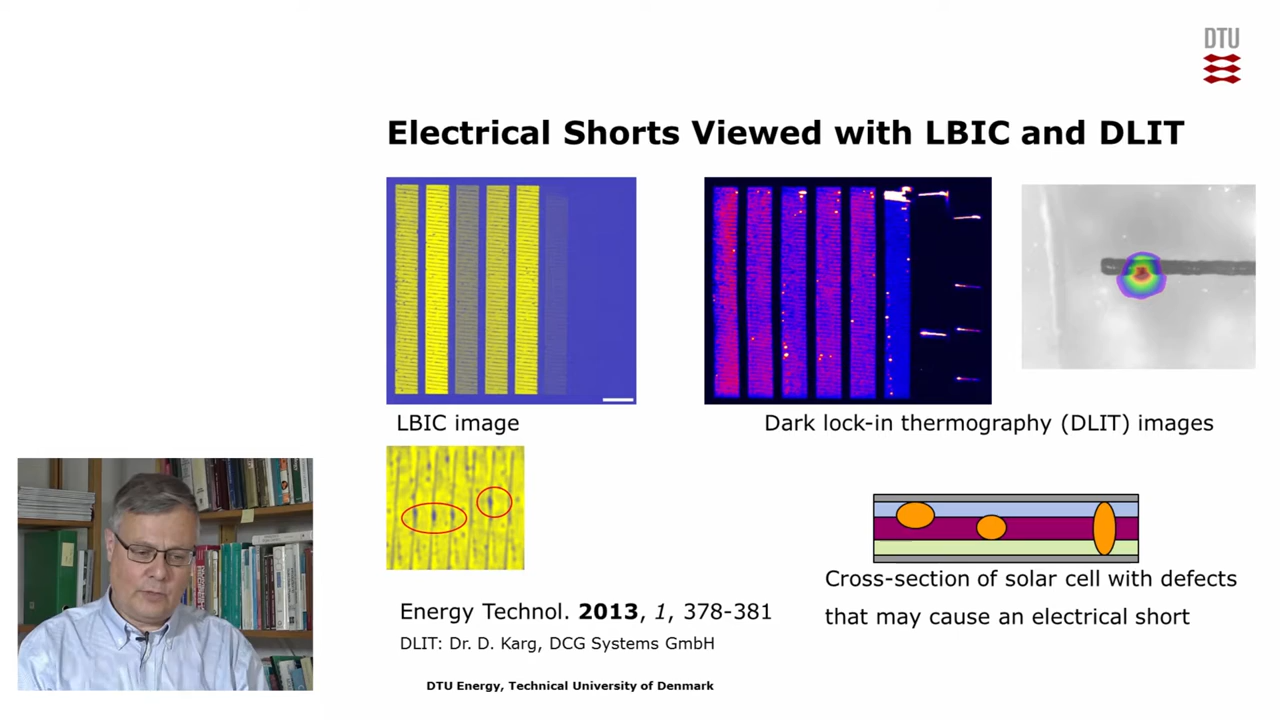 DTU
Electrical Shorts Viewed with LBIC and DLIT
LBIC image
Dark lock-in thermography (DLIT) images
Cross-section of solar cell with defects
that may cause an electrical short
Energy Technol. 2013, 1, 378-381
DLIT: Dr. D. Karg, DCG Systems GmbH
DTU Energy, Technical University of Denmark